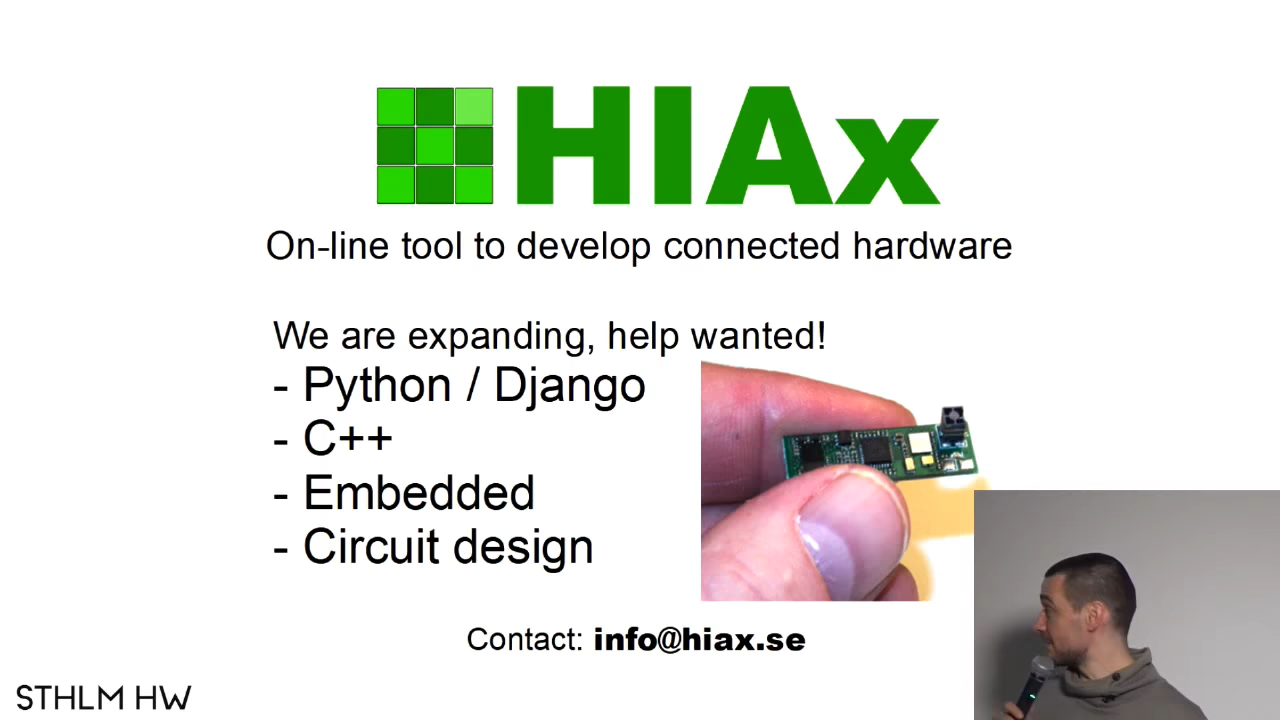 HIAx
On-line tool to develop connected hardware
We are expanding, help wanted!
- Python / Django
- C++
- Embedded
- Circuit design
Contact: info@hiax.se
STHLM HW